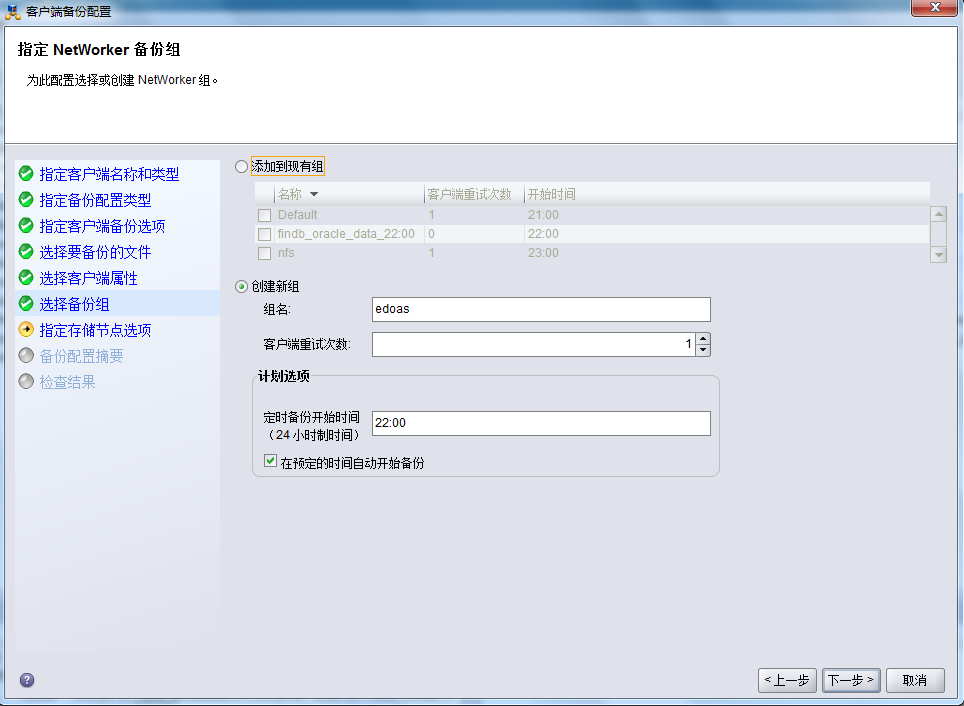 客户端备份配置
指定 NetWorker 备份组
为此配置选择或创建 NetWorker 组。
指定客户端名称和类型
指定备份配置类型
指定客户端备份选项
选择要备份的文件
选择客户端属性
选择备份组
指定存储节点选项
备份配置摘要
检查结果
添加到现有组
名称 客户端重试次数 开始时间
Default 1 21:00
findb_oracle_data_22:00 0 22:00
nfs 1 23:00
创建新组
组名: edoas
客户端重试次数: 1
计划选项
定时备份开始时间
（24 小时制时间） 22:00
在预定的时间自动开始备份
? < 上一步 下一步 > 取消